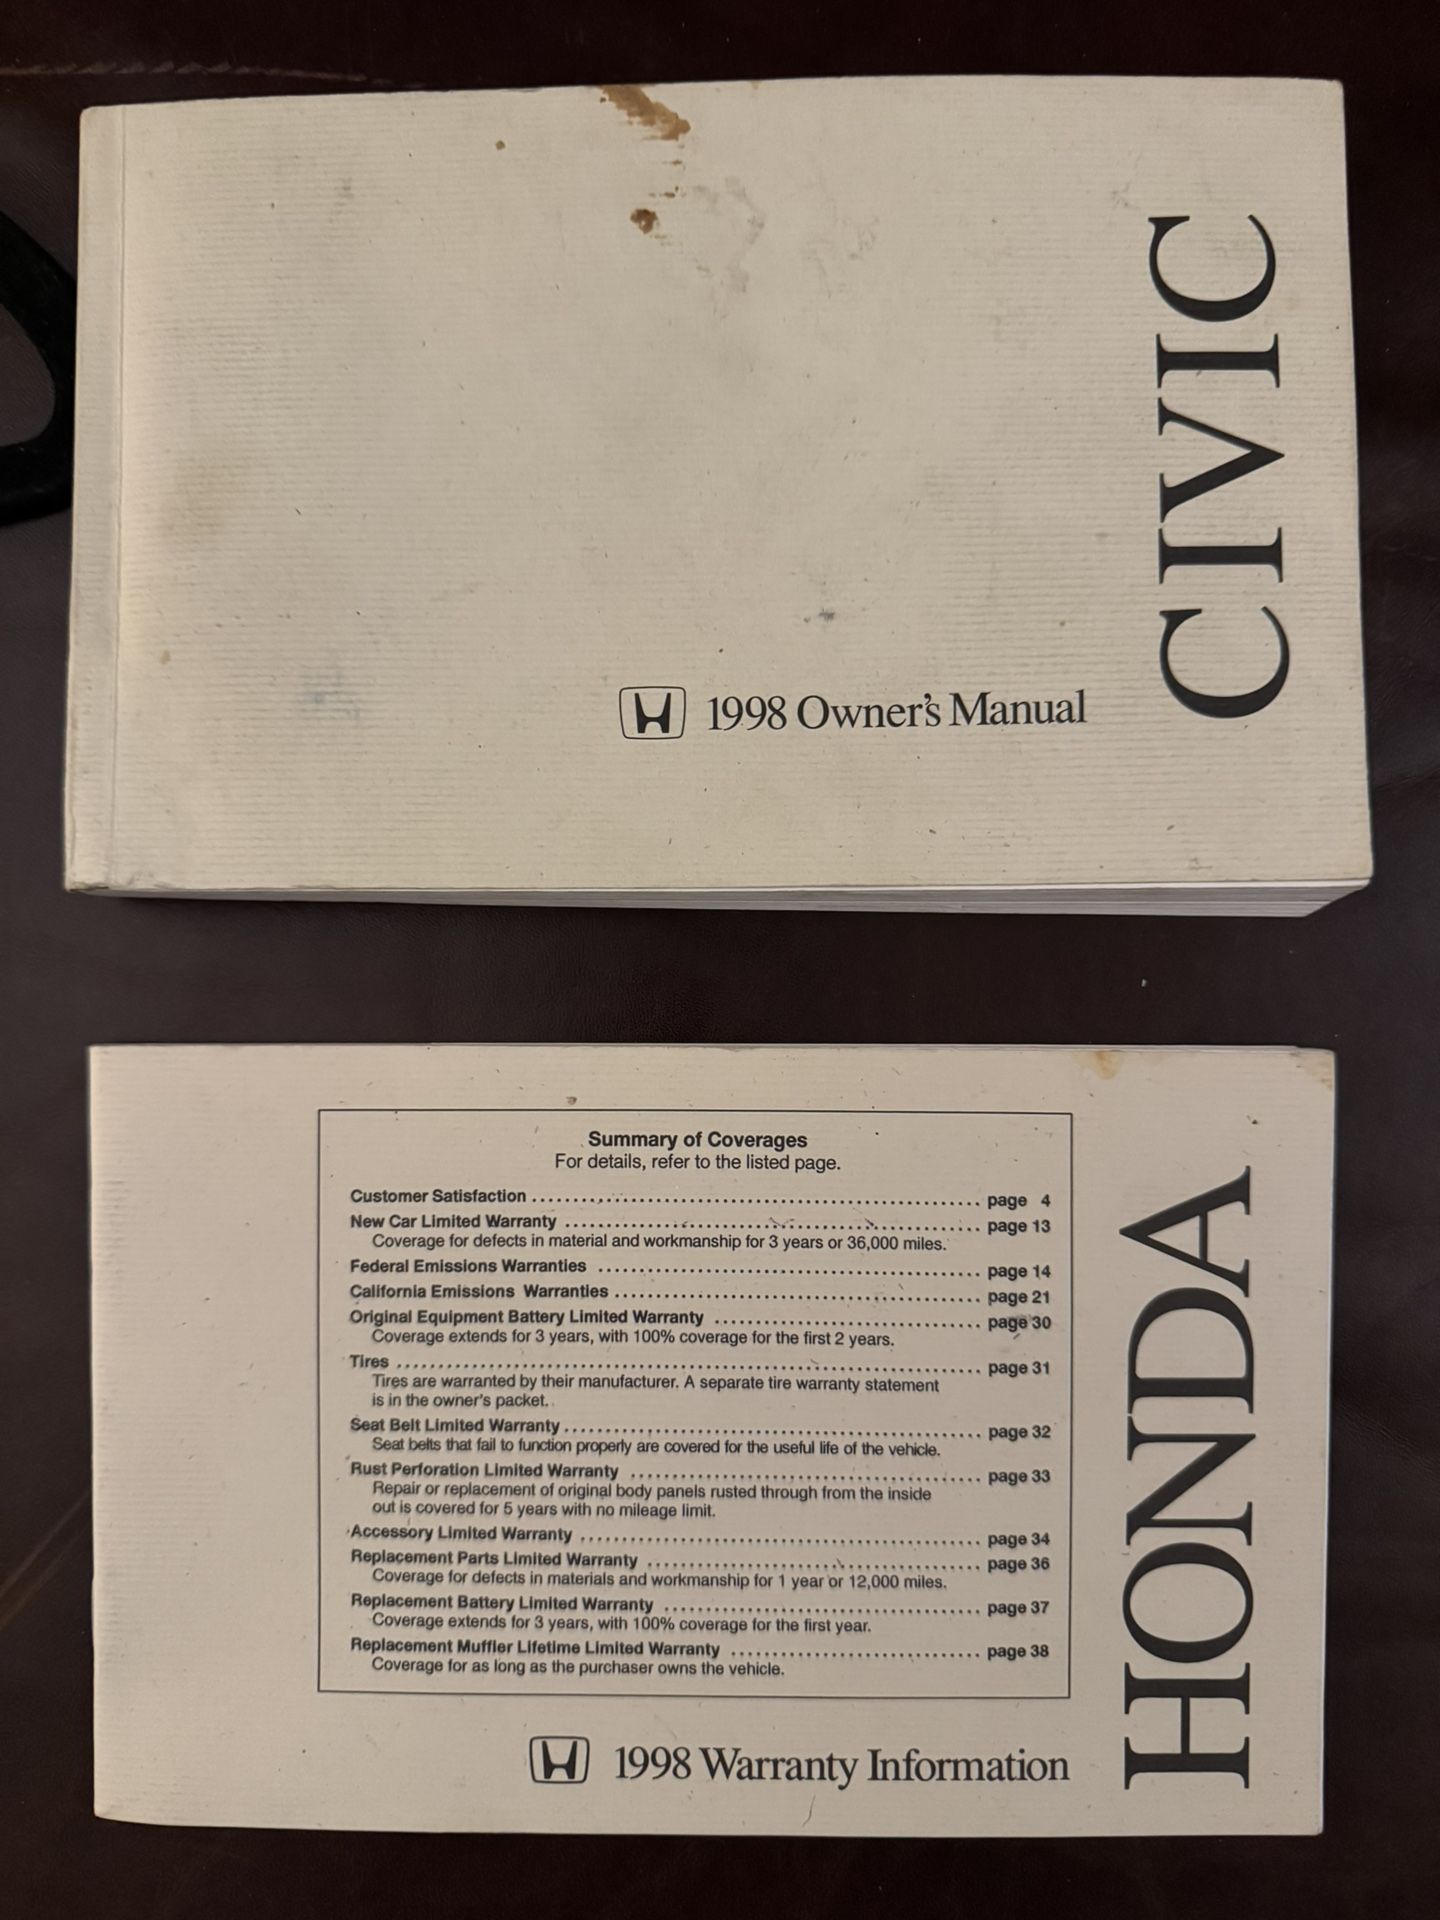 CIVIC
1998 Owner's Manual
Summary of Coverages
For details, refer to the listed page.
Customer Satisfaction ........................................................ page 4
New Car Limited Warranty .................................................... page 13
Coverage for defects in material and workmanship for 3 years or 36,000 miles.
Federal Emissions Warranties ................................................ page 14
California Emissions Warranties .............................................. page 21
Original Equipment Battery Limited Warranty ................................. page 30
Coverage extends for 3 years, with 100% coverage for the first 2 years.
Tires ........................................................................ page 31
Tires are warranted by their manufacturer. A separate tire warranty statement
is in the owner's packet.
Seat Belt Limited Warranty ................................................... page 32
Seat belts that fail to function properly are covered for the useful life of the vehicle.
Rust Perforation Limited Warranty ........................................... page 33
Repair or replacement of original body panels rusted through from the inside
out is covered for 5 years with no mileage limit.
Accessory Limited Warranty .................................................. page 34
Replacement Parts Limited Warranty .......................................... page 36
Coverage for defects in materials and workmanship for 1 year or 12,000 miles.
Replacement Battery Limited Warranty ........................................ page 37
Coverage extends for 3 years, with 100% coverage for the first year.
Replacement Muffler Lifetime Limited Warranty ............................... page 38
Coverage for as long as the purchaser owns the vehicle.
1998 Warranty Information
HONDA